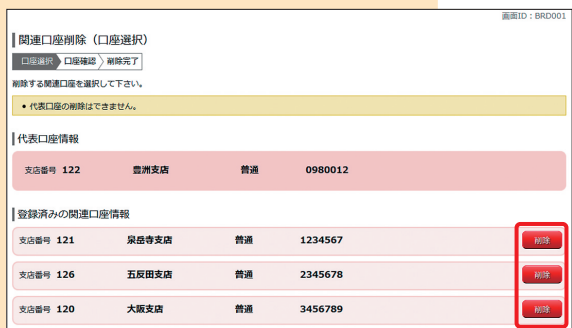 画面ID：BRD001
関連口座削除（口座選択）
口座選択 口座確認 削除完了
削除する関連口座を選択して下さい。
• 代表口座の削除はできません。
代表口座情報
支店番号 122 豊洲支店 普通 0980012
登録済みの関連口座情報
支店番号 121 泉岳寺支店 普通 1234567 削除
支店番号 126 五反田支店 普通 2345678 削除
支店番号 120 大阪支店 普通 3456789 削除